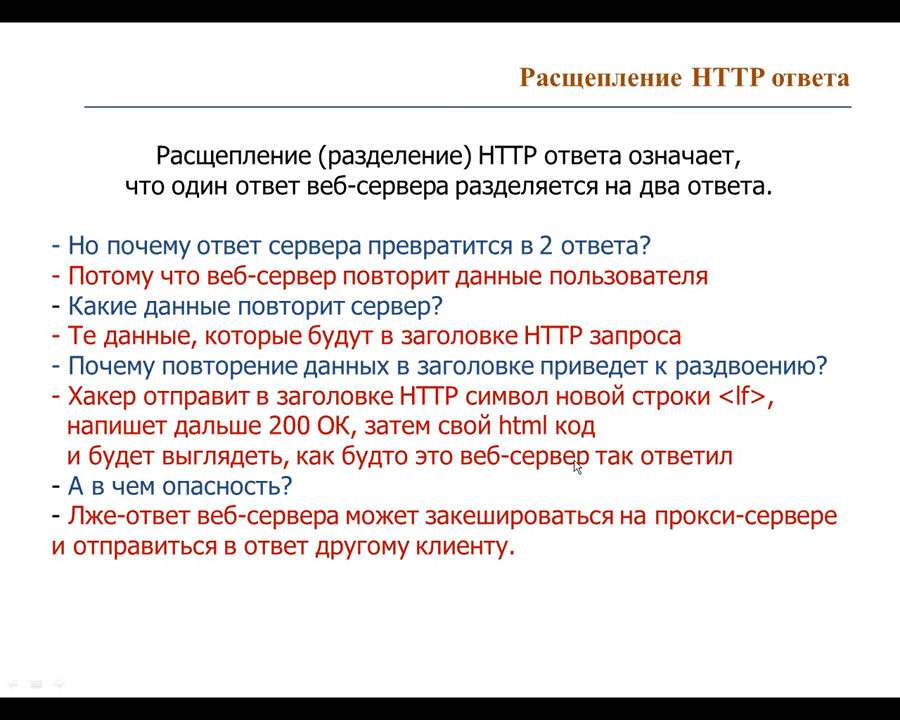 Расщепление HTTP ответа
Расщепление (разделение) HTTP ответа означает,
что один ответ веб-сервера разделяется на два ответа.
- Но почему ответ сервера превратится в 2 ответа?
- Потому что веб-сервер повторит данные пользователя
- Какие данные повторит сервер?
- Те данные, которые будут в заголовке HTTP запроса
- Почему повторение данных в заголовке приведет к раздвоению?
- Хакер отправит в заголовке HTTP символ новой строки <lf>,
напишет дальше 200 OK, затем свой html код
и будет выглядеть, как будто это веб-сервер так ответил
- А в чем опасность?
- Лже-ответ веб-сервера может закешироваться на прокси-сервере
и отправиться в ответ другому клиенту.